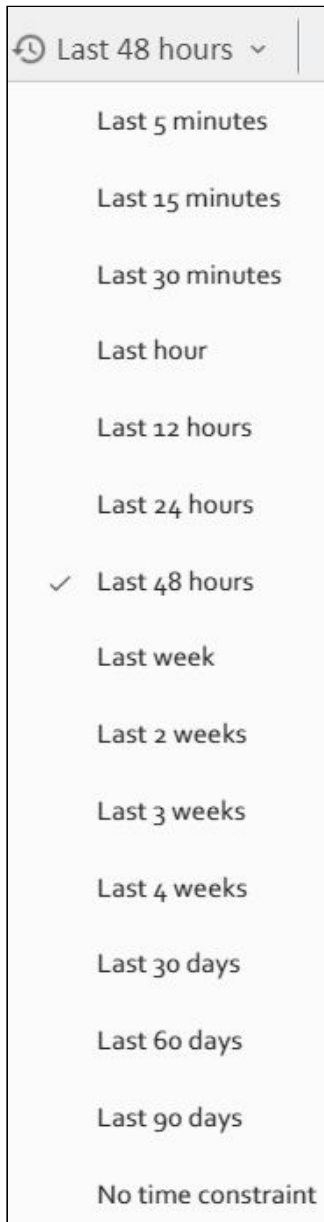 Last 48 hours
Last 5 minutes
Last 15 minutes
Last 30 minutes
Last hour
Last 12 hours
Last 24 hours
Last 48 hours
Last week
Last 2 weeks
Last 3 weeks
Last 4 weeks
Last 30 days
Last 60 days
Last 90 days
No time constraint